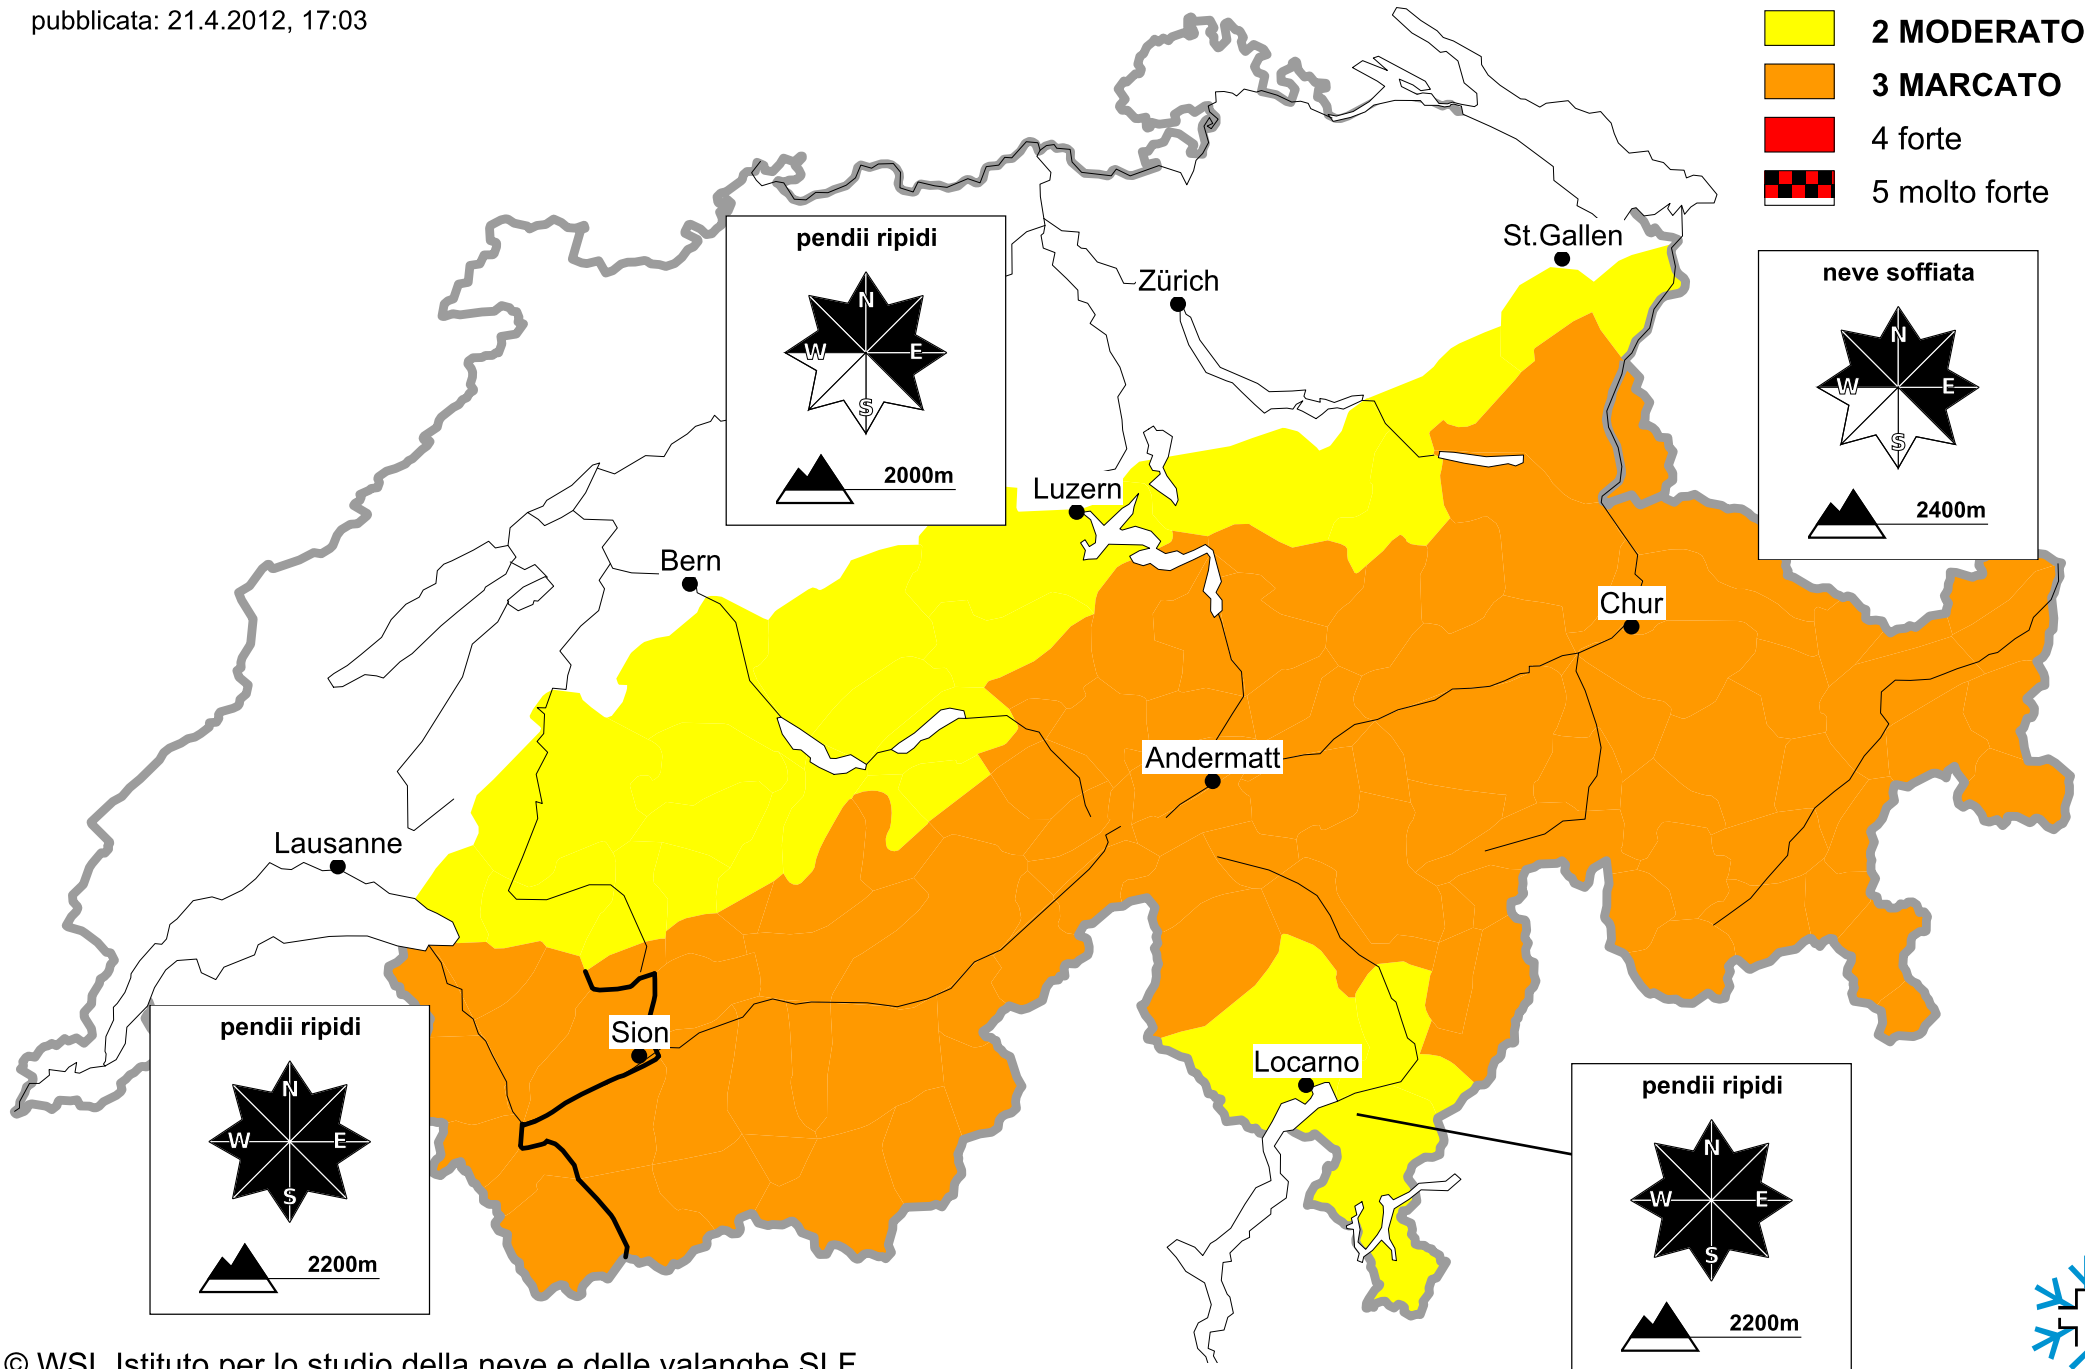 pubblicata: 21.4.2012, 17:03
2 MODERATO
3 MARCATO
4 forte
5 molto forte
pendii ripidi
N
W
E
S
2000m
St.Gallen
Zürich
neve soffiata
N
W
E
S
2400m
Luzern
Bern
Chur
Andermatt
Lausanne
Sion
Locarno
pendii ripidi
N
W
E
S
2200m
pendii ripidi
N
W
E
S
2200m
© WSL Istituto per lo studio della neve e delle valanghe SLF